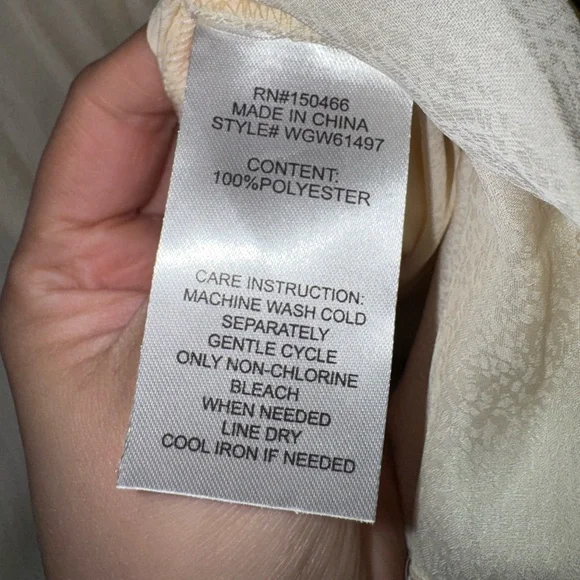 RN#150466
MADE IN CHINA
STYLE# WGW61497
CONTENT:
100%POLYESTER
CARE INSTRUCTION:
MACHINE WASH COLD
SEPARATELY
GENTLE CYCLE
ONLY NON-CHLORINE
BLEACH
WHEN NEEDED
LINE DRY
COOL IRON IF NEEDED